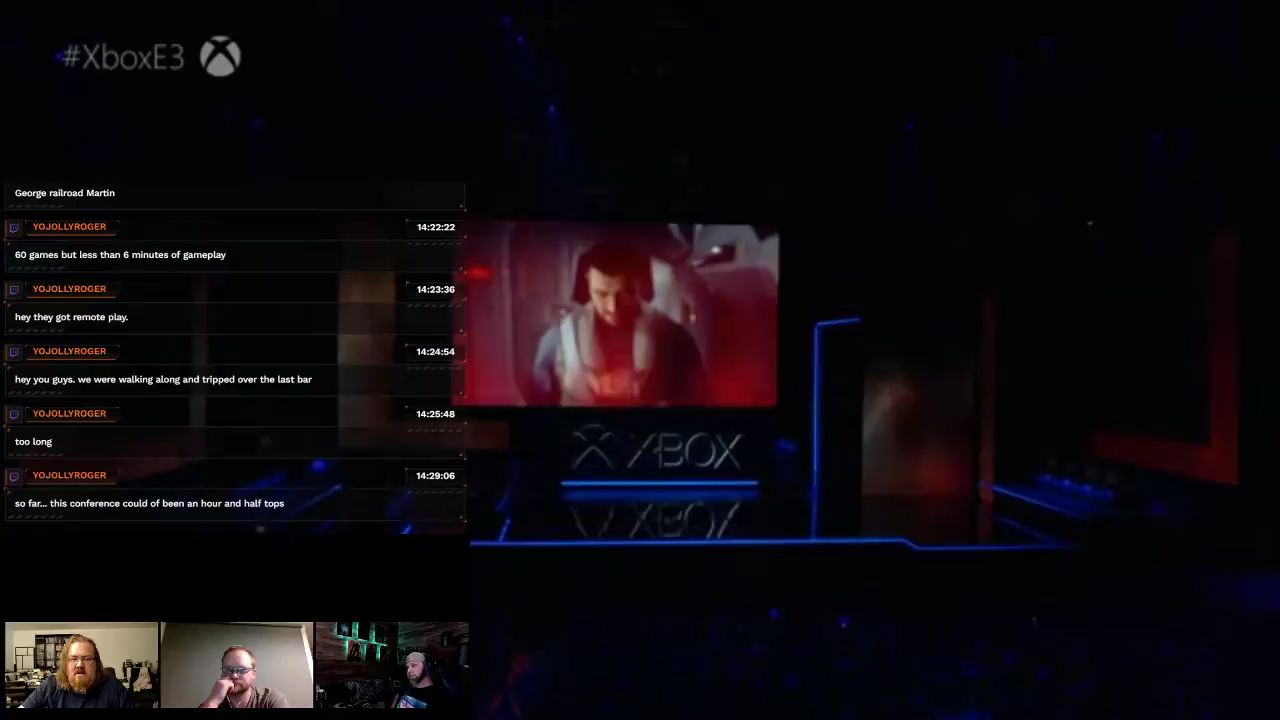 #XboxE3
George railroad Martin
YOJOLLYROGER 14:22:22
60 games but less than 6 minutes of gameplay
YOJOLLYROGER 14:23:36
hey they got remote play.
YOJOLLYROGER 14:24:54
hey you guys. we were walking along and tripped over the last bar
YOJOLLYROGER 14:25:48
too long
YOJOLLYROGER 14:29:06
so far... this conference could of been an hour and half tops
XBOX